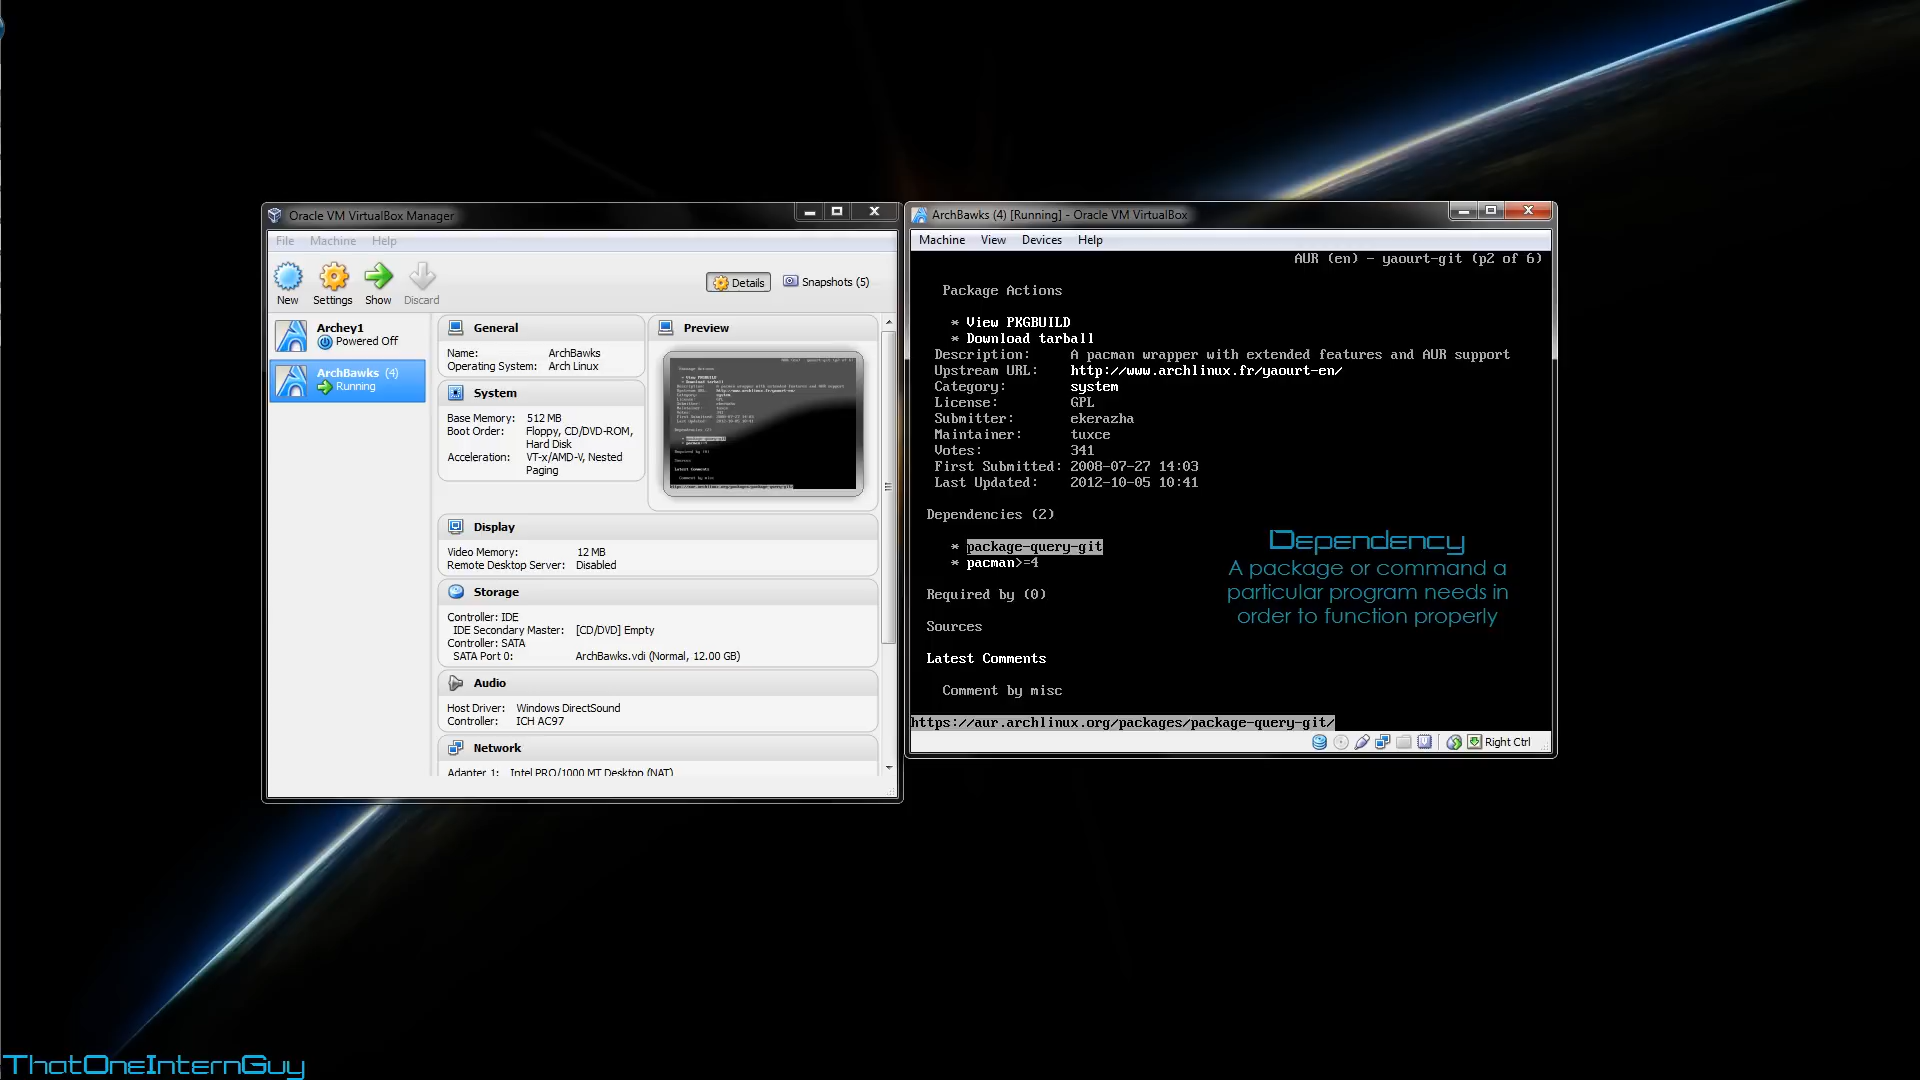 Oracle VM VirtualBox Manager
File Machine Help
New Settings Show Discard
Details Snapshots (5)
Archey1
Powered Off
ArchBawks (4)
Running
General
Name: ArchBawks
Operating System: Arch Linux
System
Base Memory: 512 MB
Boot Order: Floppy, CD/DVD-ROM,
Hard Disk
Acceleration: VT-x/AMD-V, Nested
Paging
Preview
Display
Video Memory: 12 MB
Remote Desktop Server: Disabled
Storage
Controller: IDE
IDE Secondary Master: [CD/DVD] Empty
Controller: SATA
SATA Port 0: ArchBawks.vdi (Normal, 12.00 GB)
Audio
Host Driver: Windows DirectSound
Controller: ICH AC97
Network
Adapter 1: Intel PRO/1000 MT Desktop (NAT)
ArchBawks (4) [Running] - Oracle VM VirtualBox
Machine View Devices Help
AUR (en) - yaourt-git (p2 of 6)
Package Actions
* View PKGBUILD
* Download tarball
Description: A pacman wrapper with extended features and AUR support
Upstream URL: http://www.archlinux.fr/yaourt-en/
Category: system
License: GPL
Submitter: ekerazha
Maintainer: tuxce
Votes: 341
First Submitted: 2008-07-27 14:03
Last Updated: 2012-10-05 10:41
Dependencies (2)
* package-query-git
* pacman>=4
Required by (0)
Sources
Latest Comments
Comment by misc
https://aur.archlinux.org/packages/package-query-git/
Right Ctrl
Dependency
A package or command a
particular program needs in
order to function properly
ThatOneInternGuy